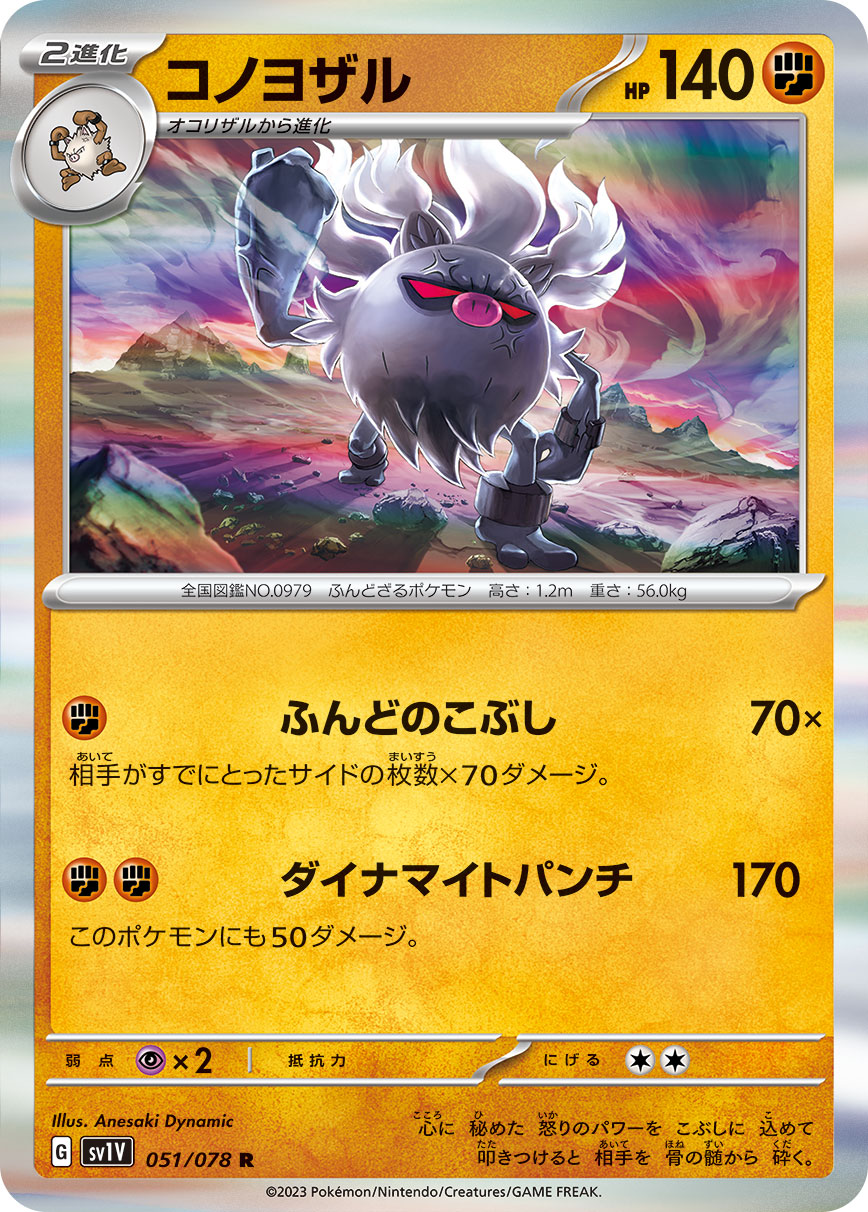 2進化
コノヨザル
HP 140
オコリザルから進化
全国図鑑NO.0979 ふんどざるポケモン 高さ:1.2m 重さ:56.0kg
ふんどのこぶし 70×
相手がすでにとったサイドの枚数×70ダメージ。
ダイナマイトパンチ 170
このポケモンにも50ダメージ。
弱点 ×2 抵抗力 にげる
Illus. Anesaki Dynamic
G sv1V 051/078 R
心に 秘めた 怒りのパワーを こぶしに 込めて
叩きつけると 相手を 骨の髄から 砕く。
©2023 Pokémon/Nintendo/Creatures/GAME FREAK.